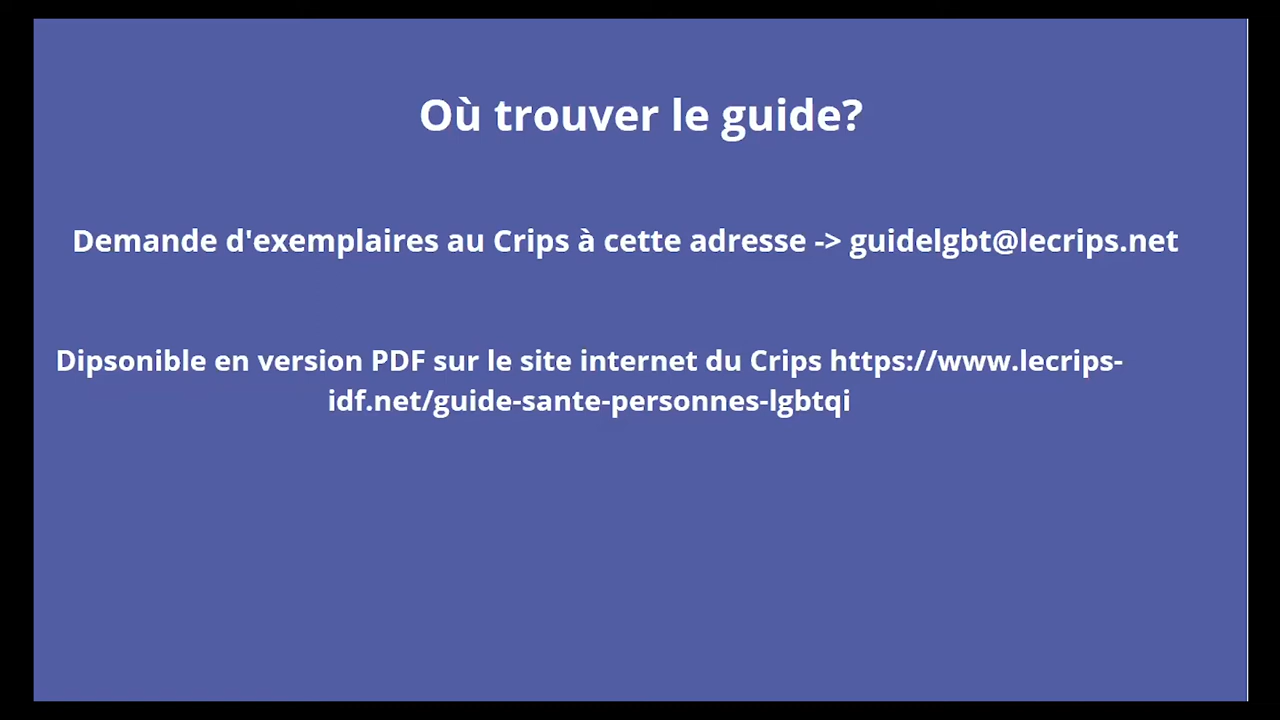 Où trouver le guide?
Demande d'exemplaires au Crips à cette adresse -> guidelgbt@lecrips.net
Dipsonible en version PDF sur le site internet du Crips https://www.lecrips-
idf.net/guide-sante-personnes-lgbtqi